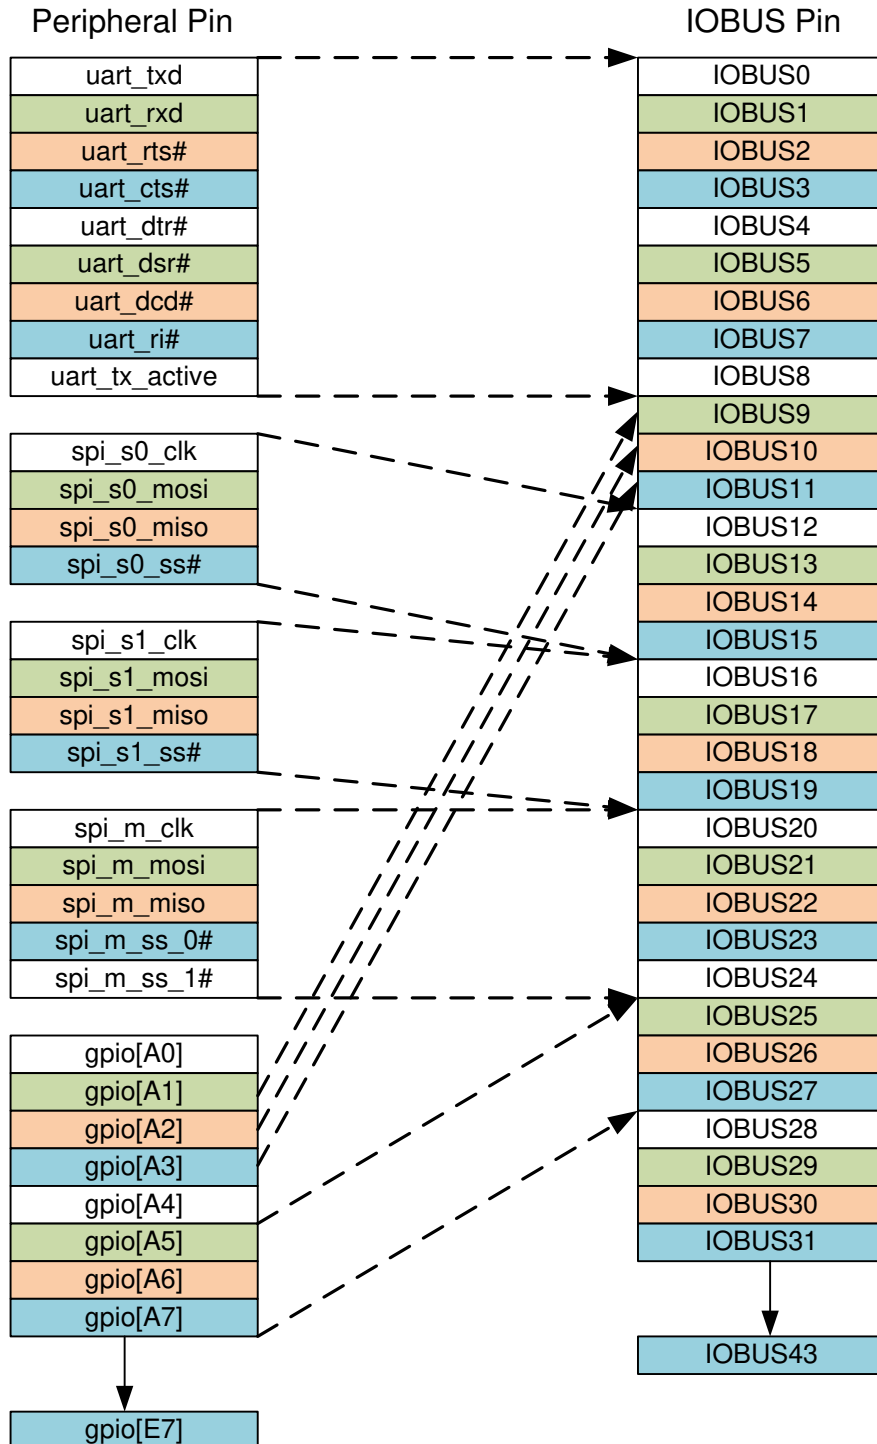 Peripheral Pin
uart_txd
uart_rxd
uart_rts#
uart_cts#
uart_dtr#
uart_dsr#
uart_dcd#
uart_ri#
uart_tx_active
spi_s0_clk
spi_s0_mosi
spi_s0_miso
spi_s0_ss#
spi_s1_clk
spi_s1_mosi
spi_s1_miso
spi_s1_ss#
spi_m_clk
spi_m_mosi
spi_m_miso
spi_m_ss_0#
spi_m_ss_1#
gpio[A0]
gpio[A1]
gpio[A2]
gpio[A3]
gpio[A4]
gpio[A5]
gpio[A6]
gpio[A7]
gpio[E7]
IOBUS Pin
IOBUS0
IOBUS1
IOBUS2
IOBUS3
IOBUS4
IOBUS5
IOBUS6
IOBUS7
IOBUS8
IOBUS9
IOBUS10
IOBUS11
IOBUS12
IOBUS13
IOBUS14
IOBUS15
IOBUS16
IOBUS17
IOBUS18
IOBUS19
IOBUS20
IOBUS21
IOBUS22
IOBUS23
IOBUS24
IOBUS25
IOBUS26
IOBUS27
IOBUS28
IOBUS29
IOBUS30
IOBUS31
IOBUS43